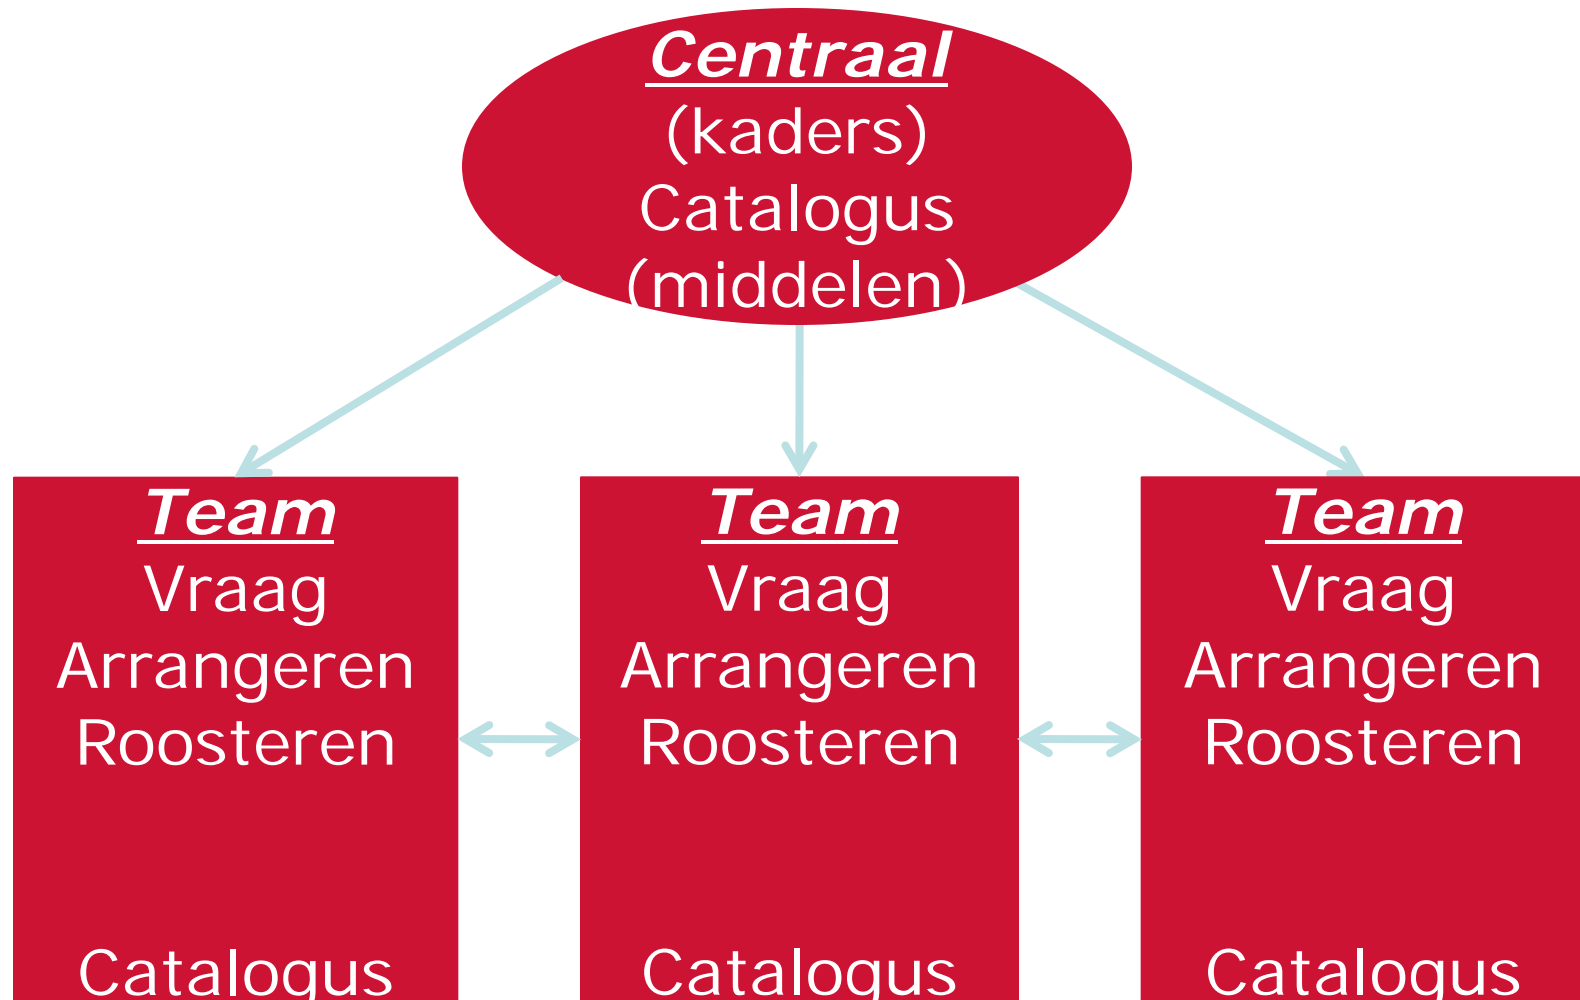 Centraal
(kaders)
Catalogus
(middelen)
Team
Vraag
Arrangeren
Roosteren
Catalogus
Team
Vraag
Arrangeren
Roosteren
Catalogus
Team
Vraag
Arrangeren
Roosteren
Catalogus